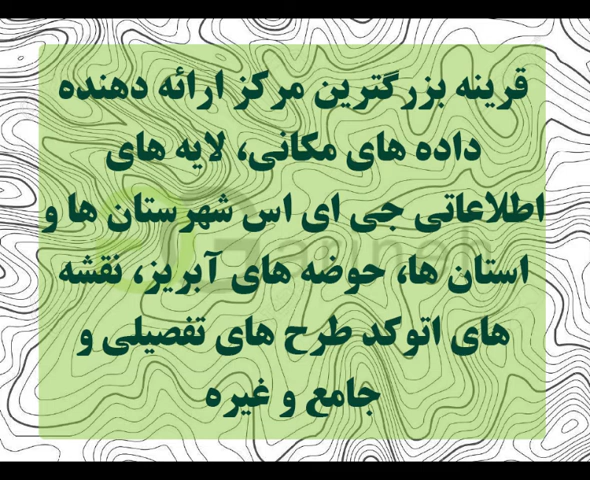 قرینه بزرگترین مرکز ارائه دهنده
داده های مکانی، لایه های
اطلاعاتی جی ای اس شهرستان ها و
استان ها، حوضه های آبریز، نقشه
های اتوکد طرح های تفصیلی و
جامع و غیره